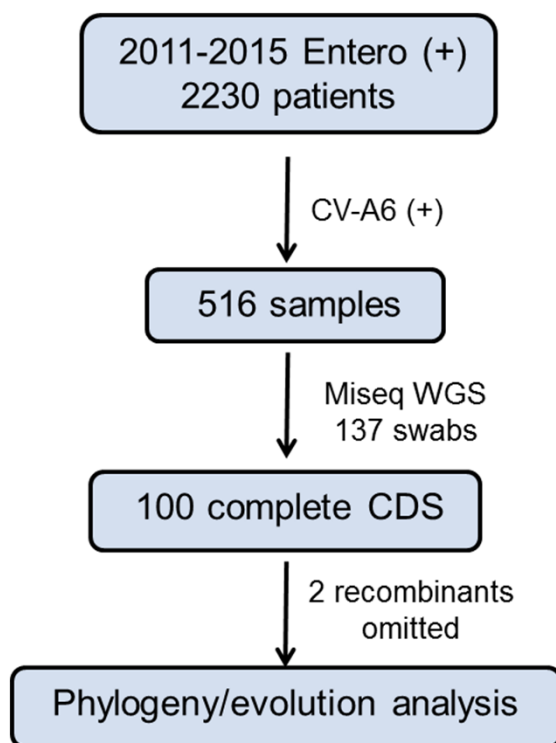 2011-2015 Entero (+)
2230 patients
CV-A6 (+)
516 samples
Miseq WGS
137 swabs
100 complete CDS
2 recombinants
omitted
Phylogeny/evolution analysis